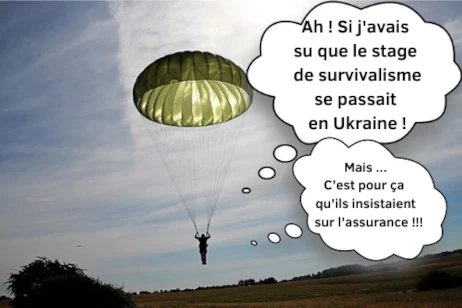 Ah ! Si j'avais
su que le stage
de survivalisme
se passait
en Ukraine !
Mais ...
C'est pour ça
qu'ils insistaient
sur l'assurance !!!